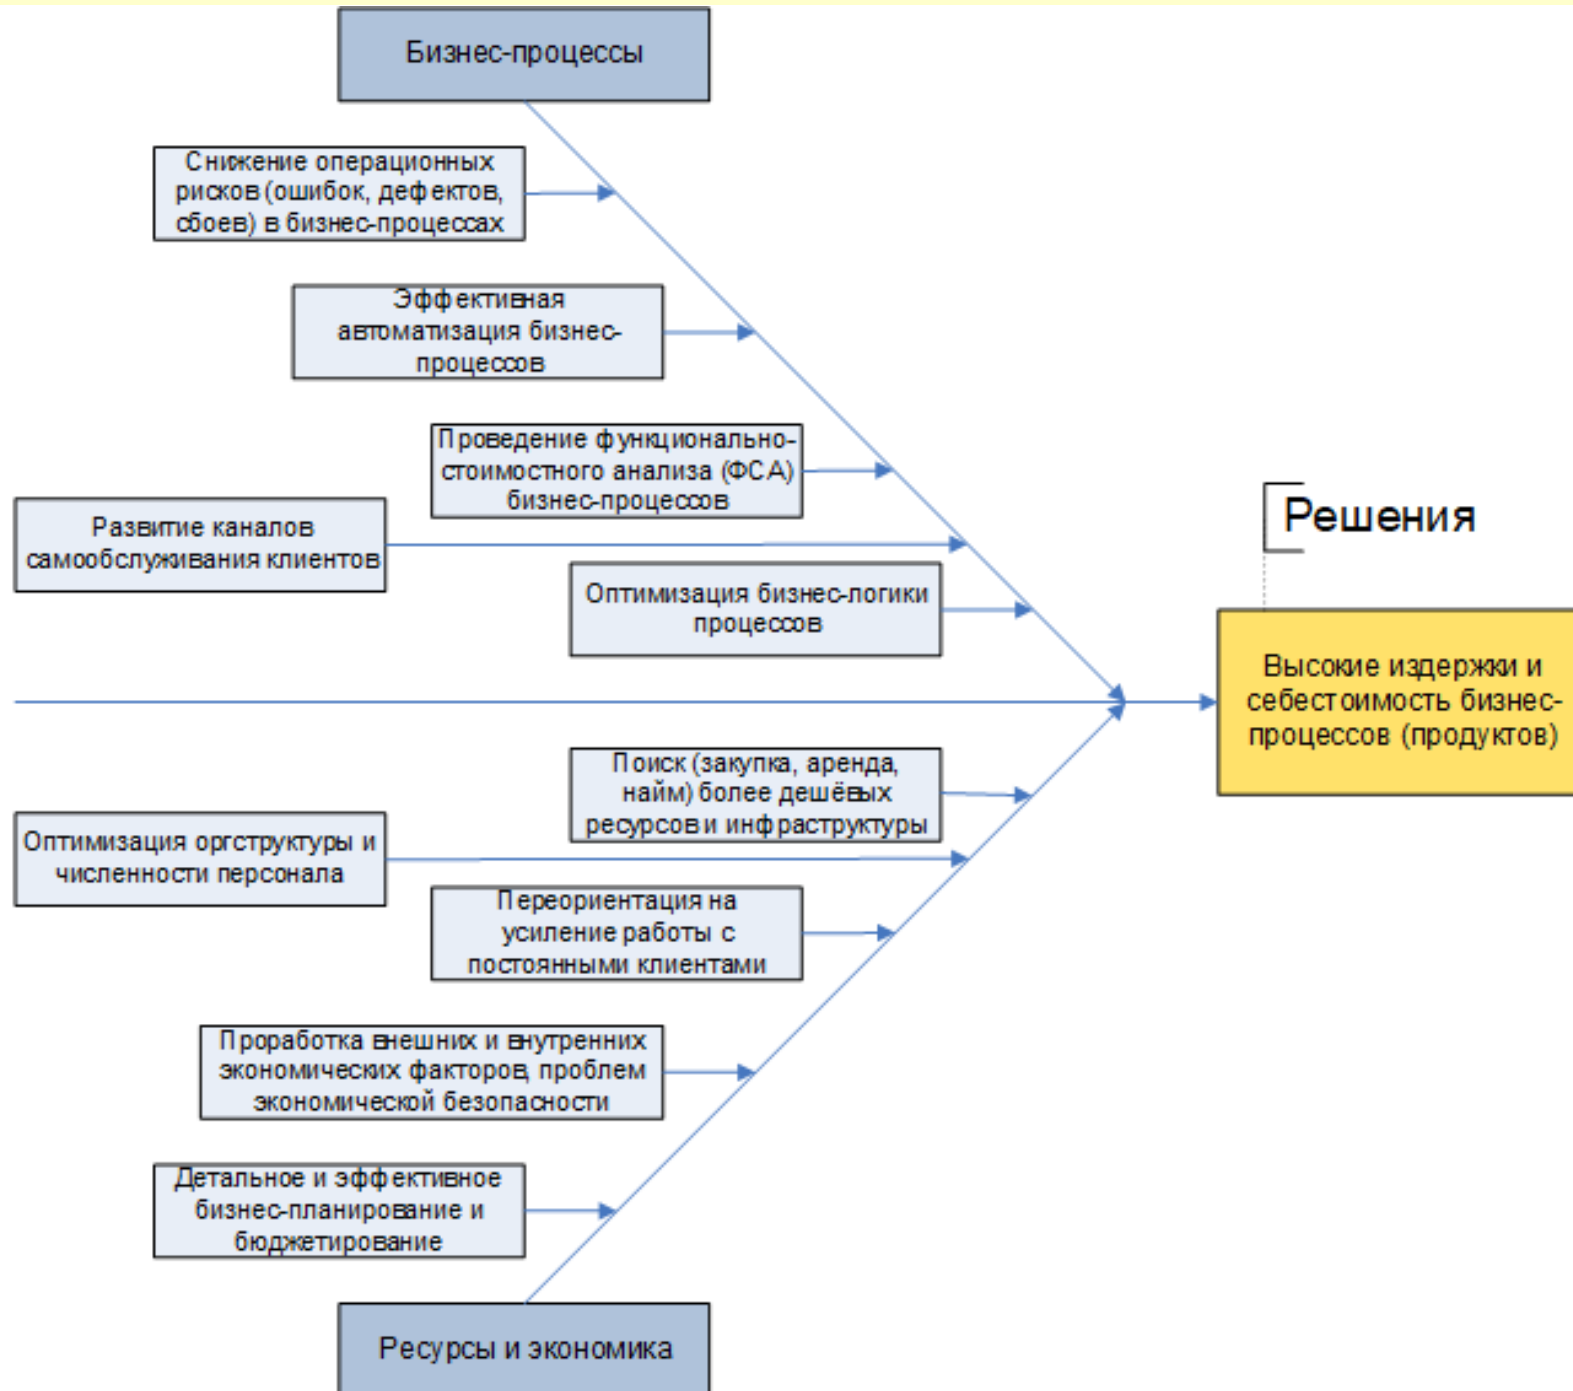 Бизнес-процессы
Снижение операционных
рисков (ошибок, дефектов,
сбоев) в бизнес-процессах
Эффективная
автоматизация бизнес-
процессов
Проведение функционально-
стоимостного анализа (ФСА)
бизнес-процессов
Развитие каналов
самообслуживания клиентов
Оптимизация бизнес-логики
процессов
Решения
Высокие издержки и
себестоимость бизнес-
процессов (продуктов)
Поиск (закупка, аренда,
найм) более дешёвых
ресурсов и инфраструктуры
Оптимизация оргструктуры и
численности персонала
Переориентация на
усиление работы с
постоянными клиентами
Проработка внешних и внутренних
экономических факторов, проблем
экономической безопасности
Детальное и эффективное
бизнес-планирование и
бюджетирование
Ресурсы и экономика